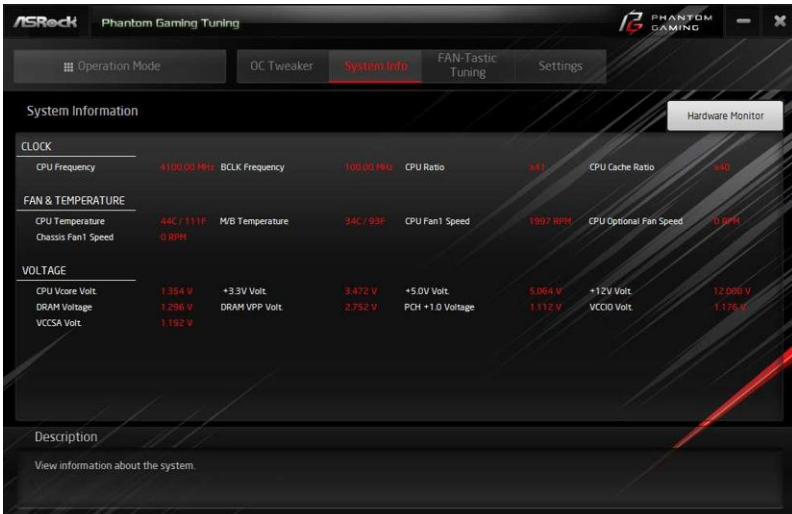 ASRock Phantom Gaming Tuning PHANTOM GAMING
Operation Mode OC Tweaker System Info FAN-Tastic Tuning Settings
System Information Hardware Monitor
CLOCK
CPU Frequency 4100.00 MHz BCLK Frequency 100.00 MHz CPU Ratio x41 CPU Cache Ratio x40
FAN & TEMPERATURE
CPU Temperature 44C / 111F M/B Temperature 34C / 93F CPU Fan1 Speed 1997 RPM CPU Optional Fan Speed 0 RPM
Chassis Fan1 Speed 0 RPM
VOLTAGE
CPU Vcore Volt. 1.354 V +3.3V Volt. 3.472 V +5.0V Volt. 5.064 V +12V Volt. 12.000 V
DRAM Voltage 1.296 V DRAM VPP Volt. 2.752 V PCH +1.0 Voltage 1.112 V VCCIO Volt. 1.176 V
VCCSA Volt. 1.192 V
Description
View information about the system.